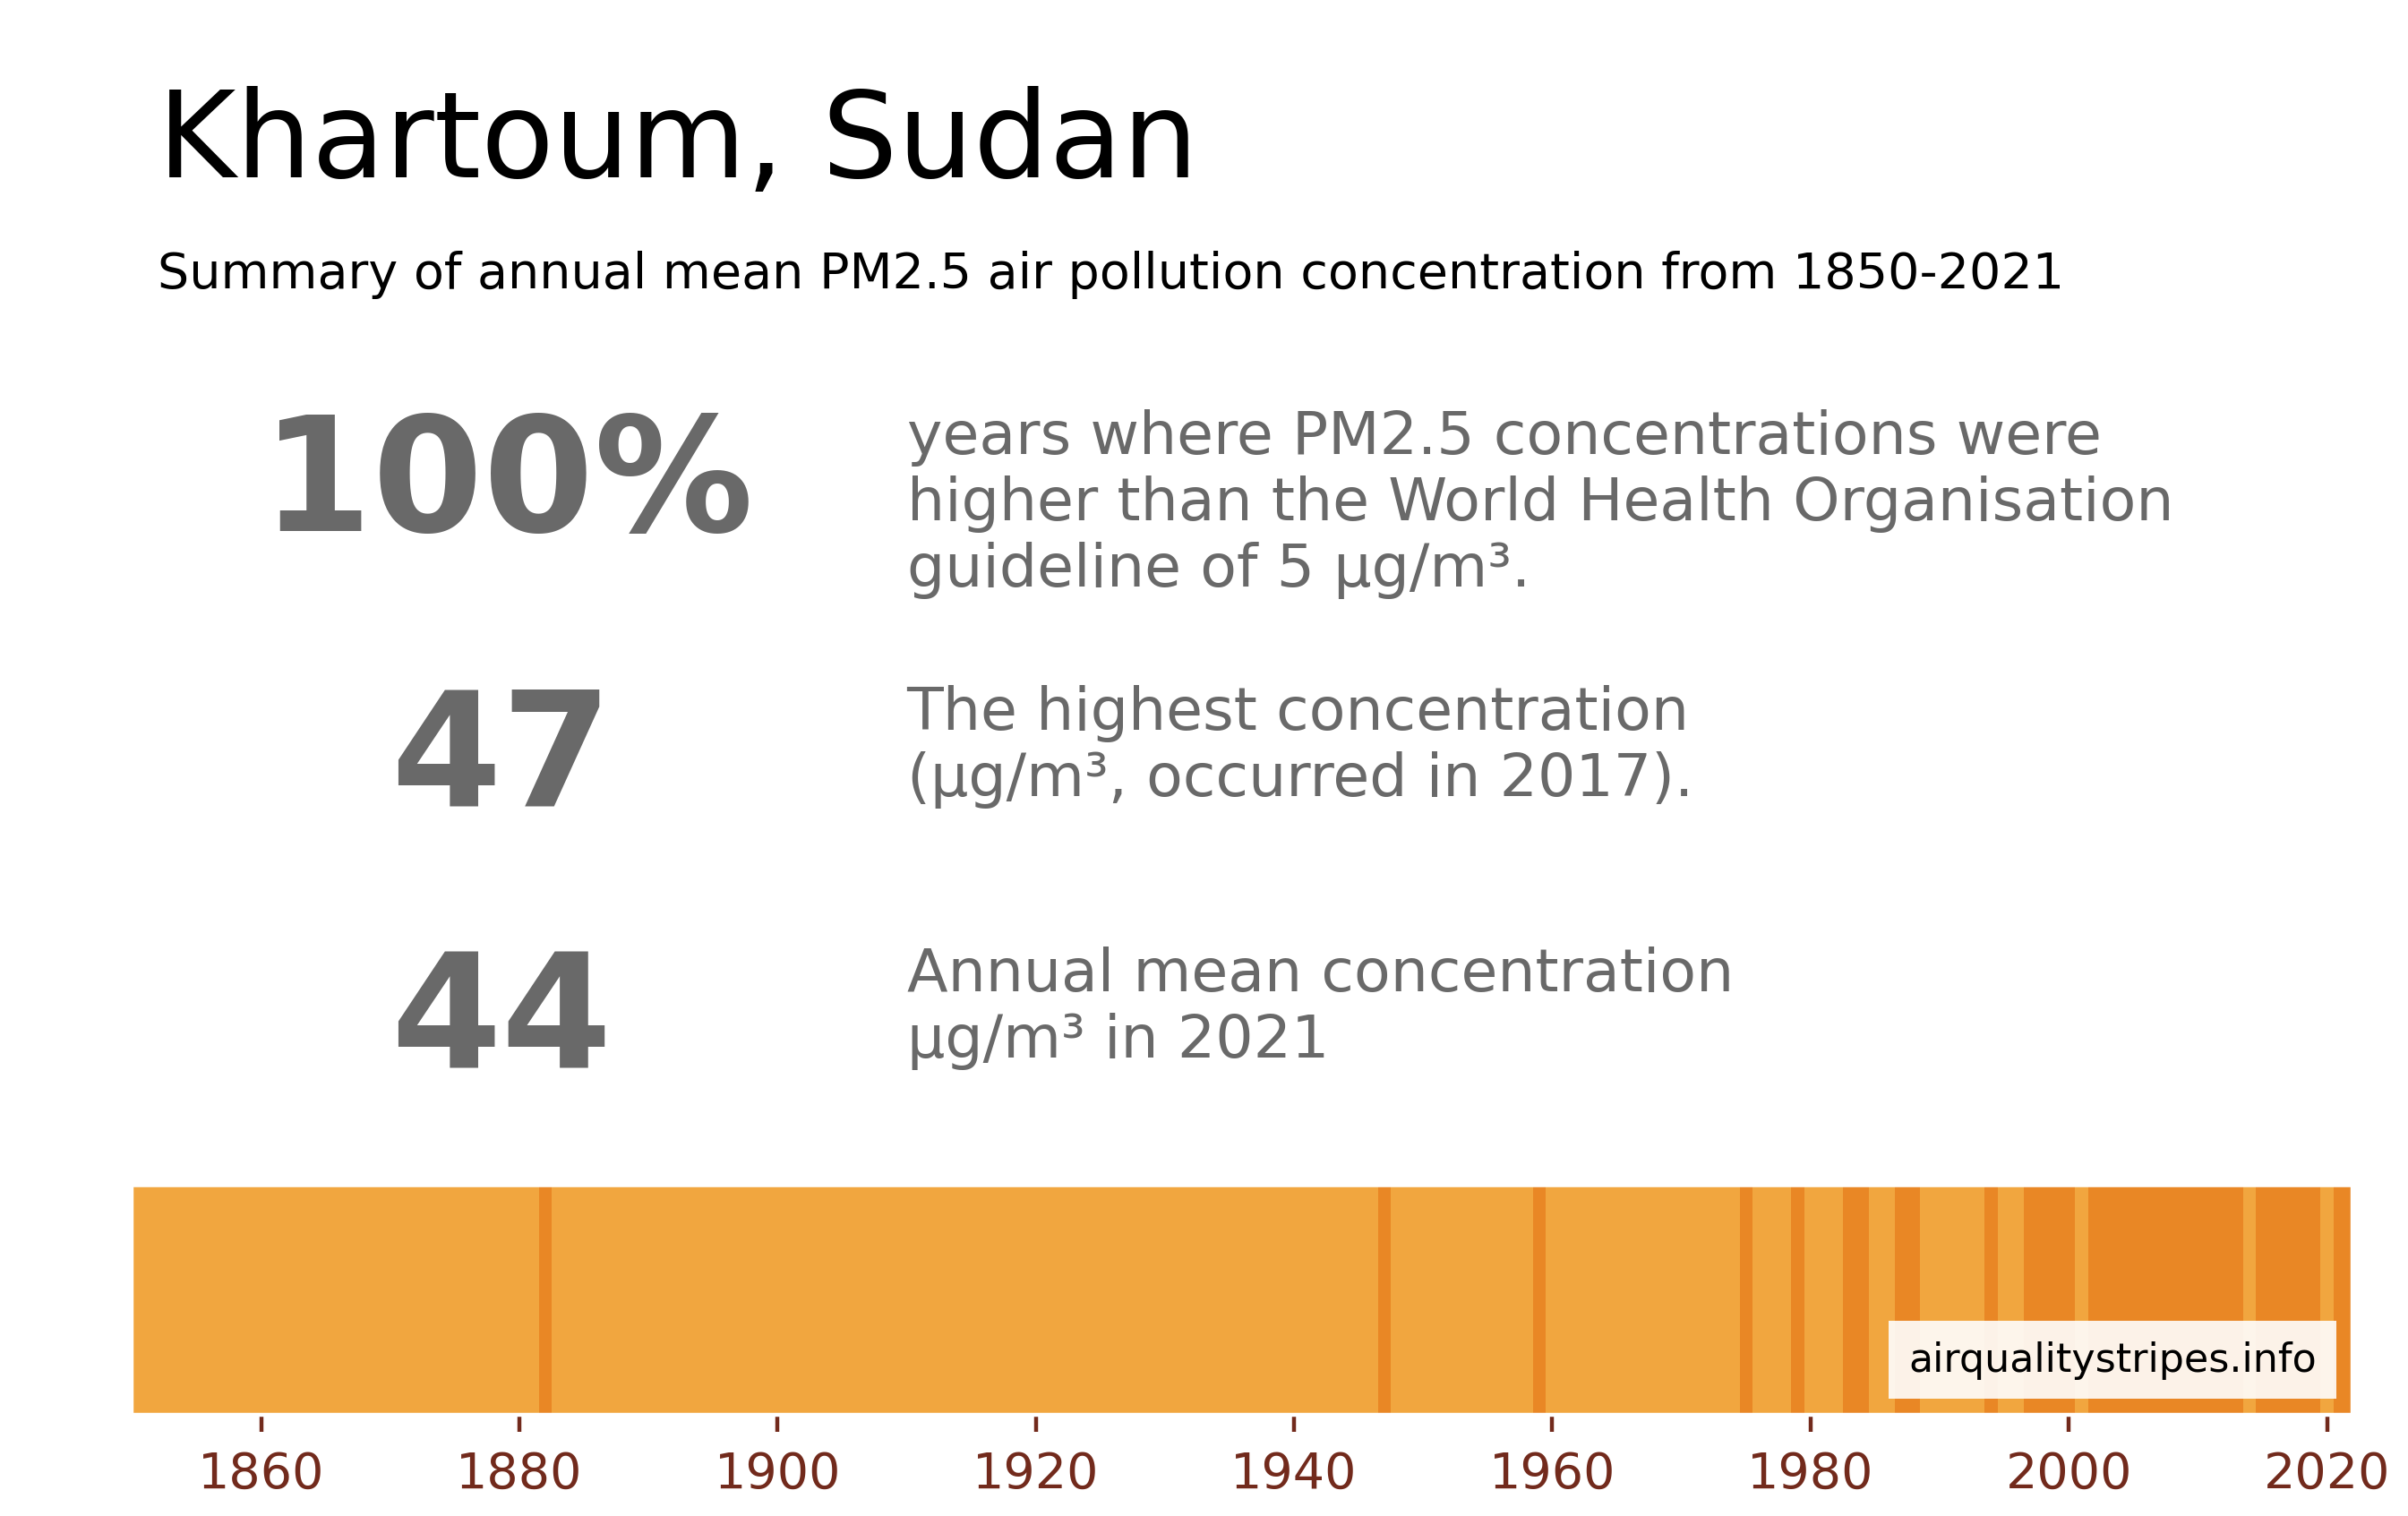 Khartoum, Sudan
Summary of annual mean PM2.5 air pollution concentration from 1850-2021
100%
years where PM2.5 concentrations were
higher than the World Health Organisation
guideline of 5 µg/m³.
47
The highest concentration
(µg/m³, occurred in 2017).
44
Annual mean concentration
µg/m³ in 2021
airqualitystripes.info
1860 1880 1900 1920 1940 1960 1980 2000 2020